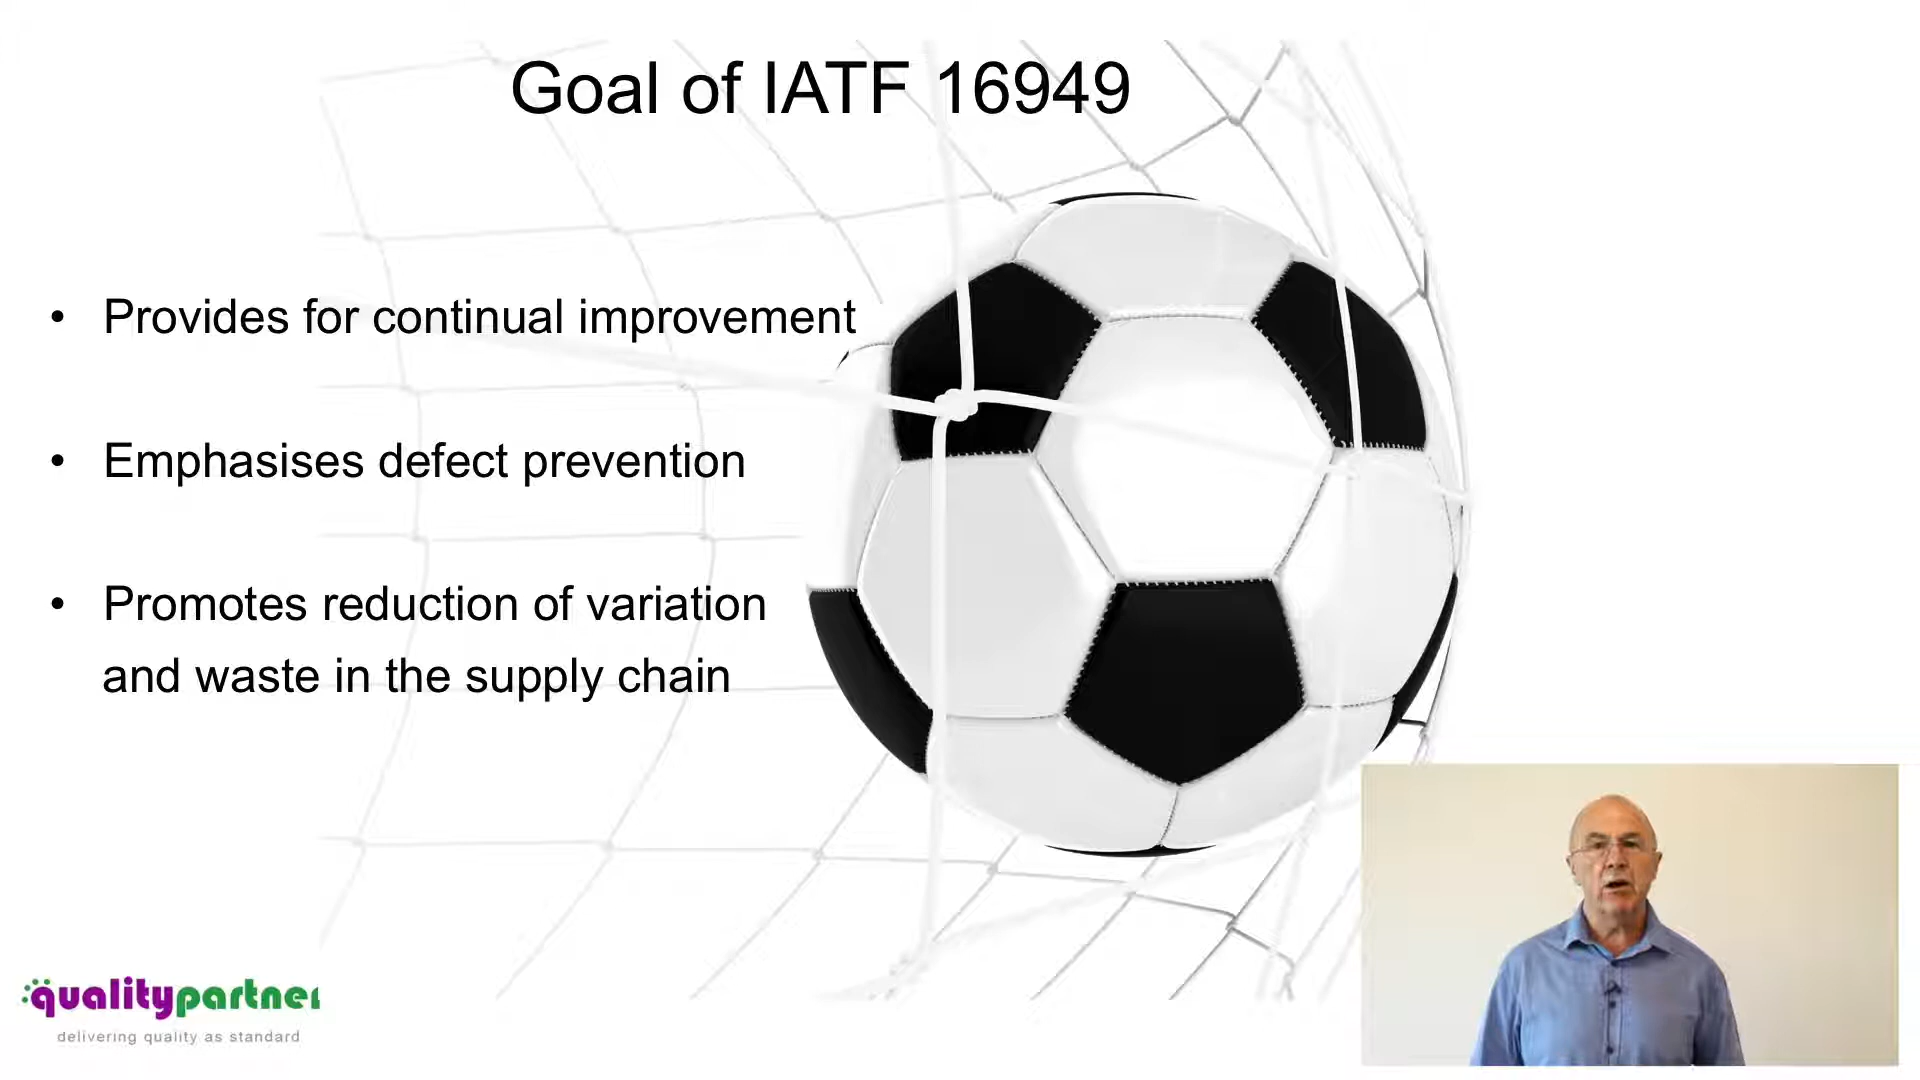 Goal of IATF 16949
• Provides for continual improvement
• Emphasises defect prevention
• Promotes reduction of variation
and waste in the supply chain
qualitypartner
delivering quality as standard